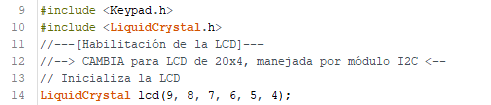 9 #include <Keypad.h>
10 #include <LiquidCrystal.h>
11 //---[Habilitación de la LCD]---
12 //--> CAMBIA para LCD de 20x4, manejada por módulo I2C <--
13 // Inicializa la LCD
14 LiquidCrystal lcd(9, 8, 7, 6, 5, 4);